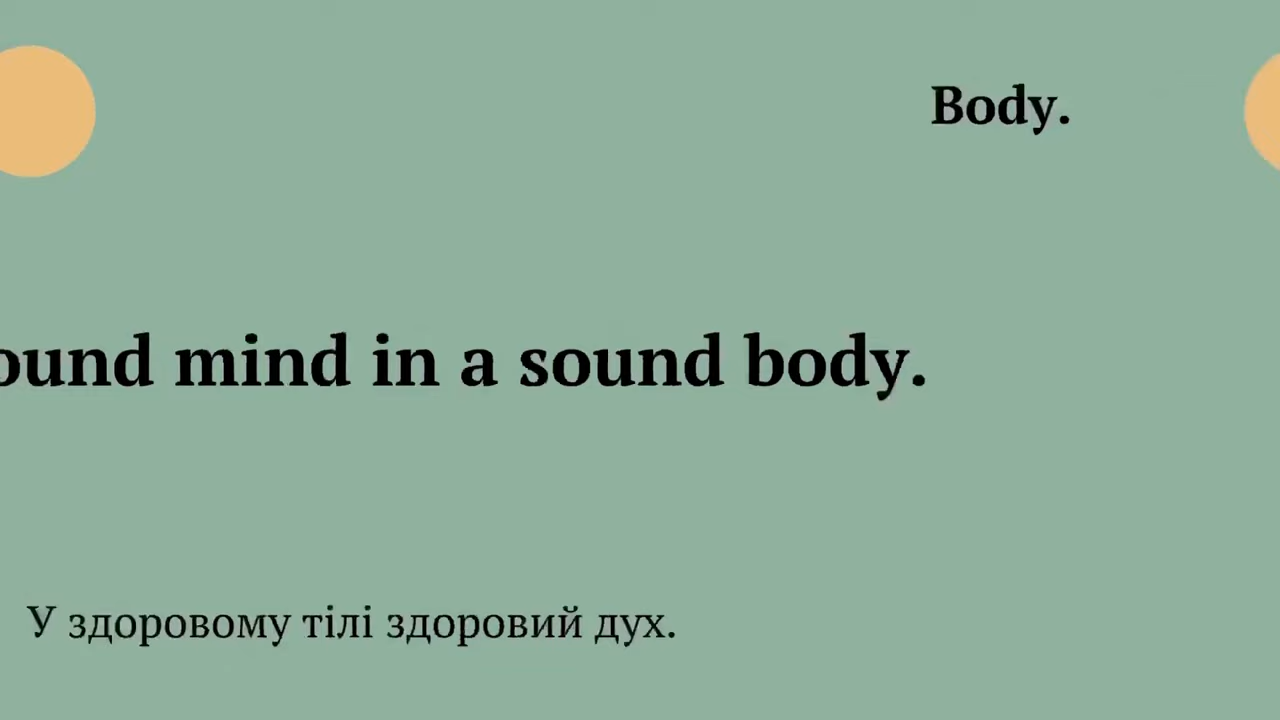 Body.
ound mind in a sound body.
У здоровому тілі здоровий дух.